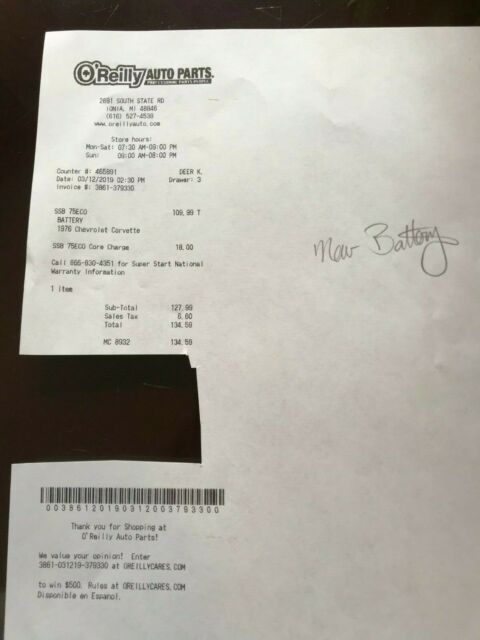 O'Reilly AUTO PARTS.
PROFESSIONAL PARTS PEOPLE
2691 SOUTH STATE RD
IONIA, MI 48846
(616) 527-4538
www.oreillyauto.com
Store hours:
Mon-Sat: 07:30 AM-09:00 PM
Sun: 09:00 AM-08:00 PM
Counter #: 465891 DEER K.
Date: 03/12/2019 02:30 PM Drawer: 3
Invoice #: 3861-379330
SSB 75ECO 109.99 T
BATTERY
1976 Chevrolet Corvette
SSB 75ECO Core Charge 18.00
Call 866-830-4351 for Super Start National
Warranty Information
1 item
Sub-Total 127.99
Sales Tax 6.60
Total 134.59
MC 8932 134.59
Battery
00386120190312003793300
Thank you for Shopping at
O'Reilly Auto Parts!
We value your opinion! Enter
3861-031219-379330 at OREILLYCARES.COM
to win $500. Rules at OREILLYCARES.COM
Disponible en Espanol.